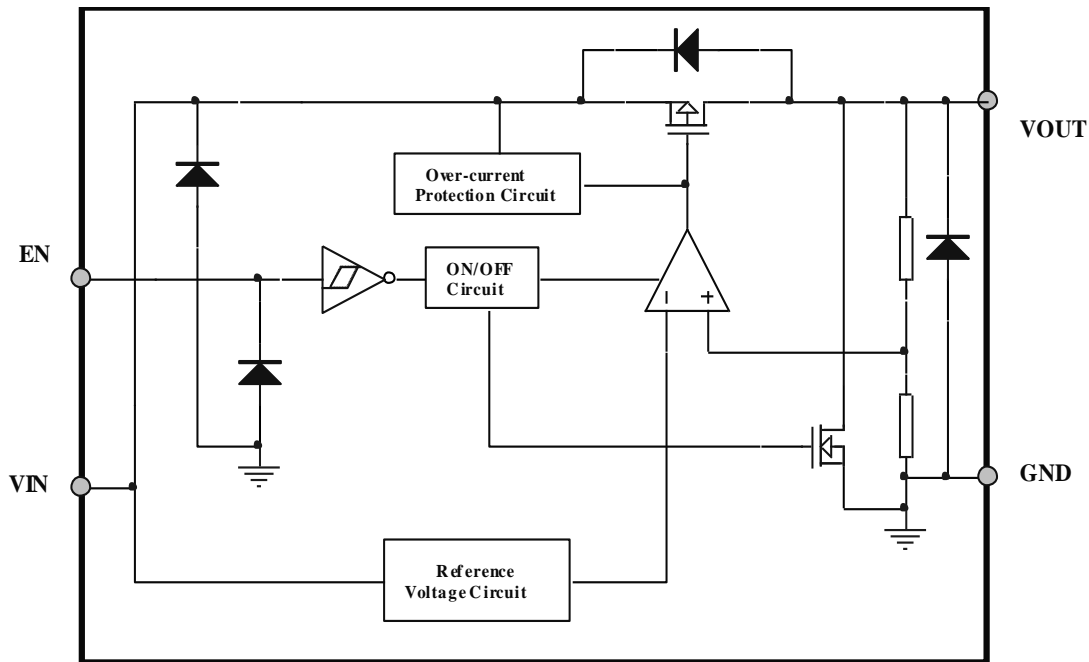 VOUT
Over-current
Protection Circuit
EN
ON/OFF
Circuit
VIN
GND
Reference
Voltage Circuit